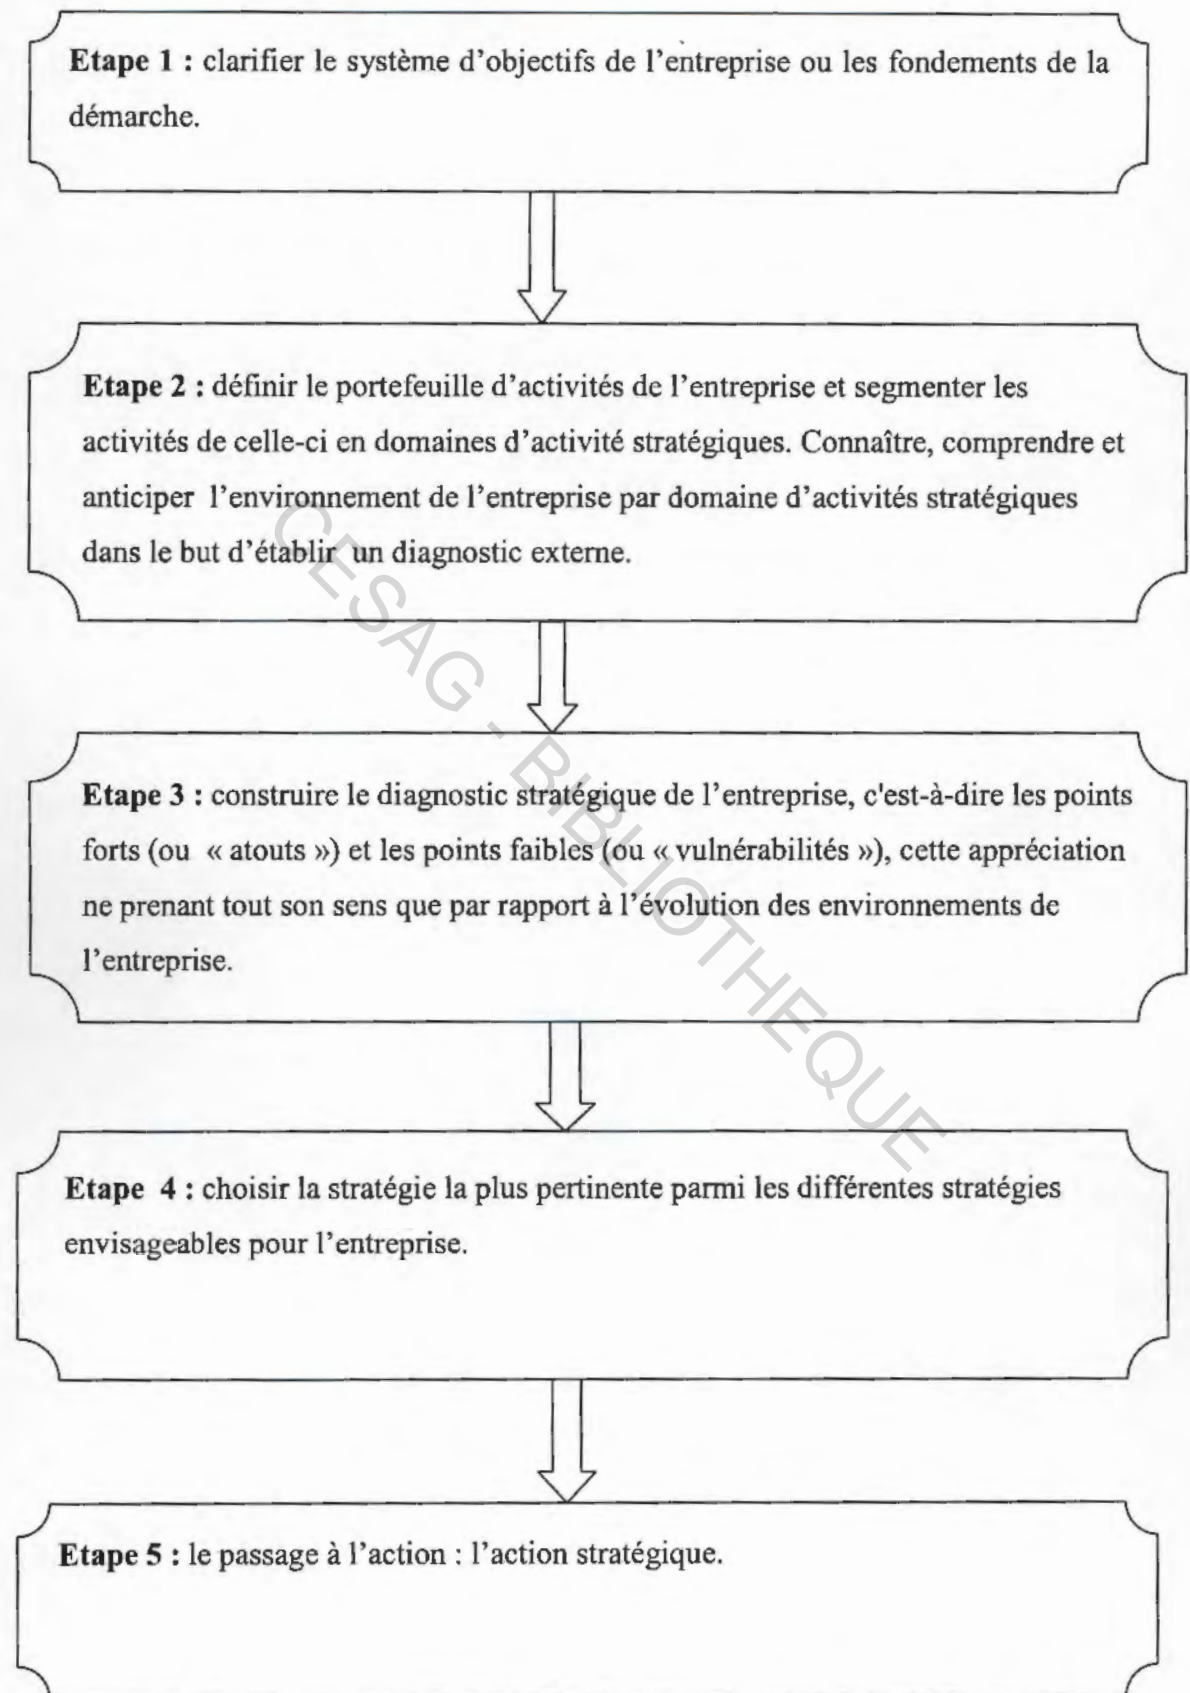 Etape 1 : clarifier le système d'objectifs de l'entreprise ou les fondements de la
démarche.
Etape 2 : définir le portefeuille d'activités de l'entreprise et segmenter les
activités de celle-ci en domaines d'activité stratégiques. Connaître, comprendre et
anticiper l'environnement de l'entreprise par domaine d'activités stratégiques
dans le but d'établir un diagnostic externe.
Etape 3 : construire le diagnostic stratégique de l'entreprise, c'est-à-dire les points
forts (ou « atouts ») et les points faibles (ou « vulnérabilités »), cette appréciation
ne prenant tout son sens que par rapport à l'évolution des environnements de
l'entreprise.
Etape 4 : choisir la stratégie la plus pertinente parmi les différentes stratégies
envisageables pour l'entreprise.
Etape 5 : le passage à l'action : l'action stratégique.
CESAG - BIBLIOTHEQUE